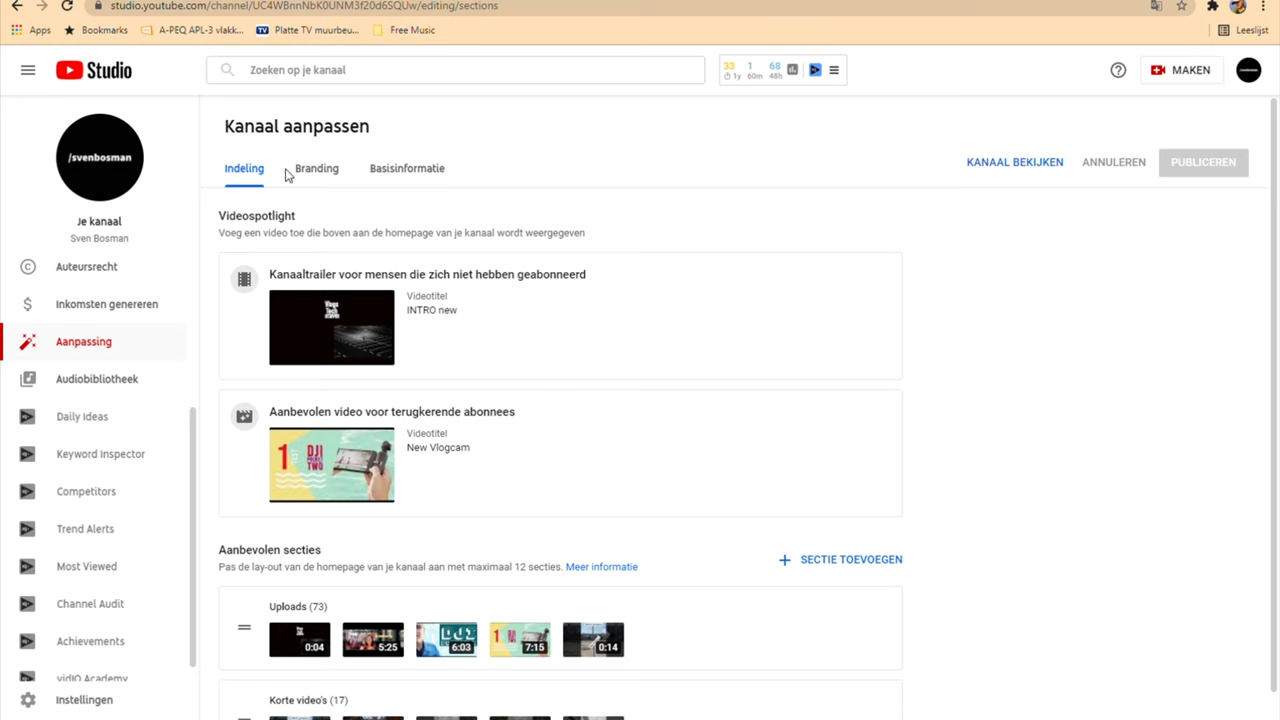 studio.youtube.com/channel/UC4WBnnNbK0UNM3f20d6SQUw/editing/sections
Apps
Bookmarks
A-PEQ APL-3 vlakk...
Platte TV muurbeu...
Free Music
Leeslijst
Studio
Zoeken op je kanaal
33 1 68
1y 60m 48h
MAKEN
Kanaal aanpassen
Indeling
Branding
Basisinformatie
KANAAL BEKIJKEN
ANNULEREN
PUBLICEREN
/svenbosman
Je kanaal
Sven Bosman
Auteursrecht
Inkomsten genereren
Aanpassing
Audiobibliotheek
Daily Ideas
Keyword Inspector
Competitors
Trend Alerts
Most Viewed
Channel Audit
Achievements
vidIQ Academy
Instellingen
Videospotlight
Voeg een video toe die boven aan de homepage van je kanaal wordt weergegeven
Kanaaltrailer voor mensen die zich niet hebben geabonneerd
Vlogs
Tech
Videotitel
INTRO new
Aanbevolen video voor terugkerende abonnees
1
DJI
POCKET
TWO
Videotitel
New Vlogcam
Aanbevolen secties
Pas de lay-out van de homepage van je kanaal aan met maximaal 12 secties. Meer informatie
SECTIE TOEVOEGEN
Uploads (73)
0:04
5:25
6:03
7:15
0:14
Korte video's (17)